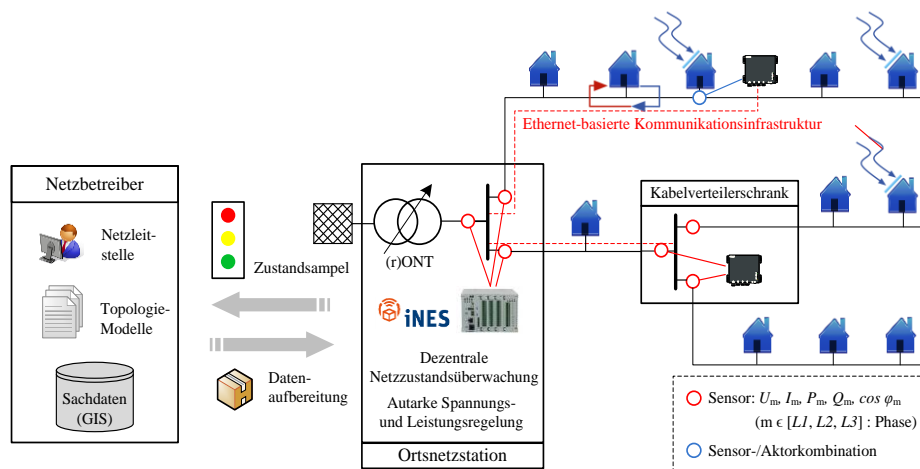 Ethernet-basierte Kommunikationsinfrastruktur
Netzbetreiber
Netzleit-
stelle
Topologie-
Modelle
Sachdaten
(GIS)
Zustandsampel
Daten-
aufbereitung
(r)ONT
iNES
Dezentrale
Netzzustandsüberwachung
Autarke Spannungs-
und Leistungsregelung
Ortsnetzstation
Kabelverteilerschrank
Sensor: Uₘ, Iₘ, Pₘ, Qₘ, cos φₘ
(m ϵ [L1, L2, L3] : Phase)
Sensor-/Aktorkombination